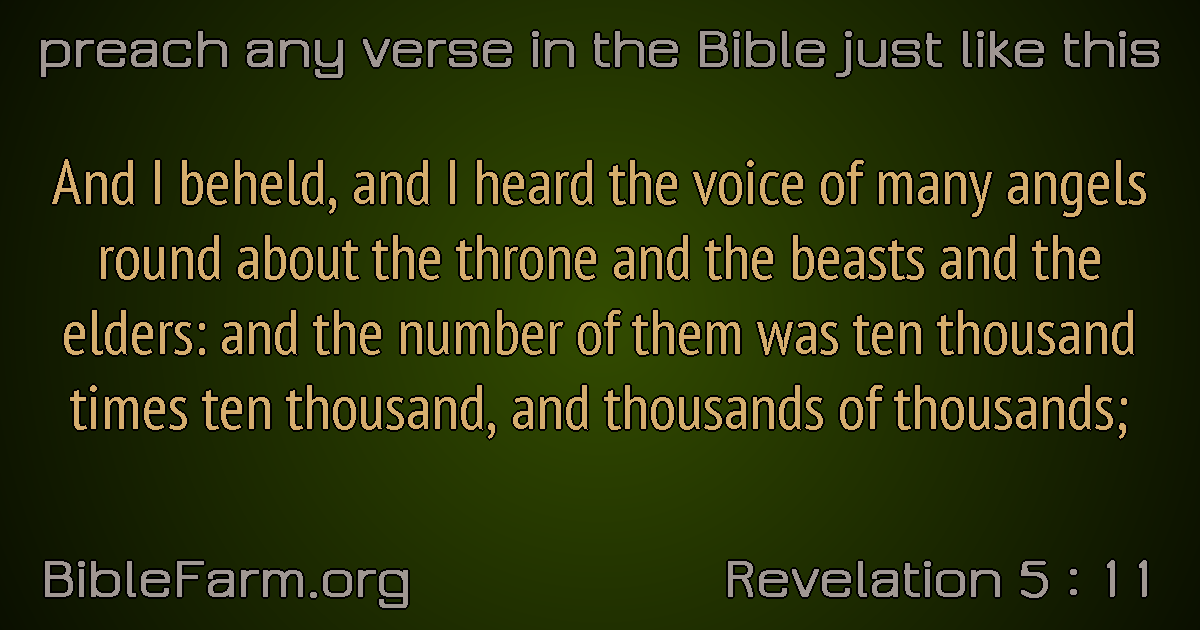 preach any verse in the Bible just like this
And I beheld, and I heard the voice of many angels
round about the throne and the beasts and the
elders: and the number of them was ten thousand
times ten thousand, and thousands of thousands;
BibleFarm.org
Revelation 5 : 11